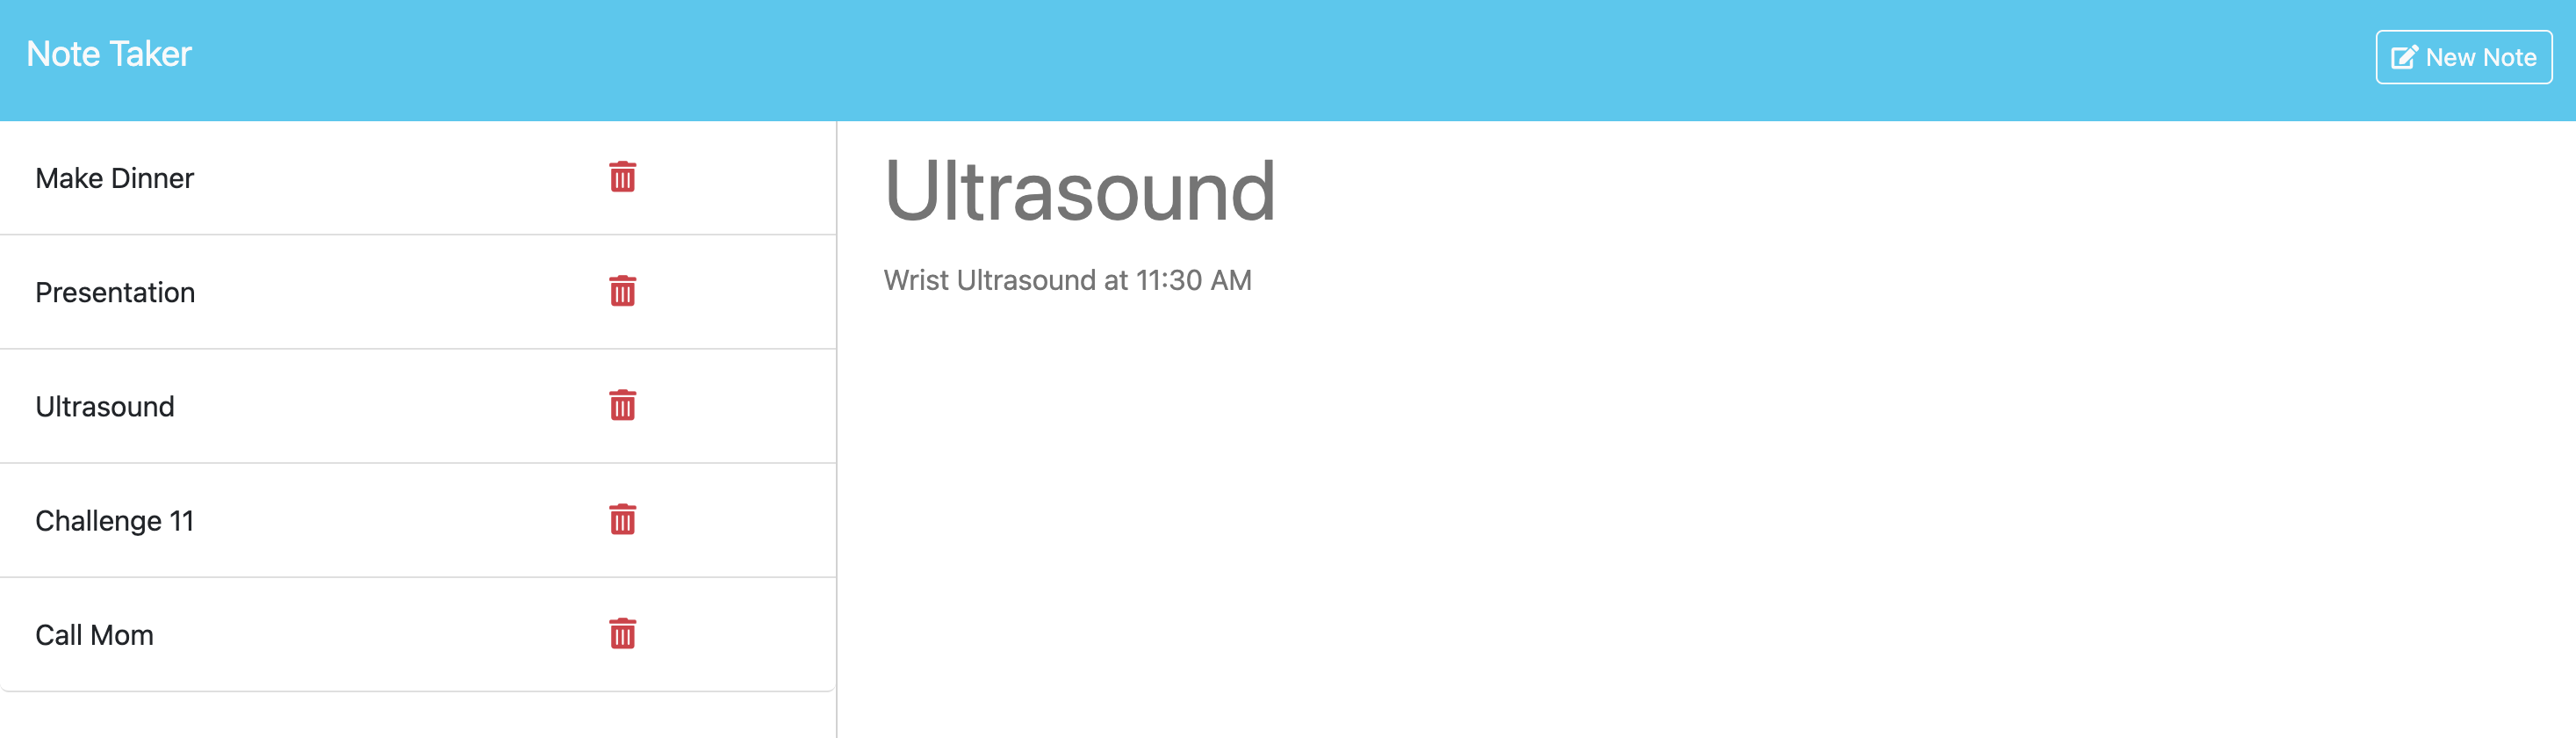 Note Taker
New Note
Make Dinner
Presentation
Ultrasound
Challenge 11
Call Mom
Ultrasound
Wrist Ultrasound at 11:30 AM